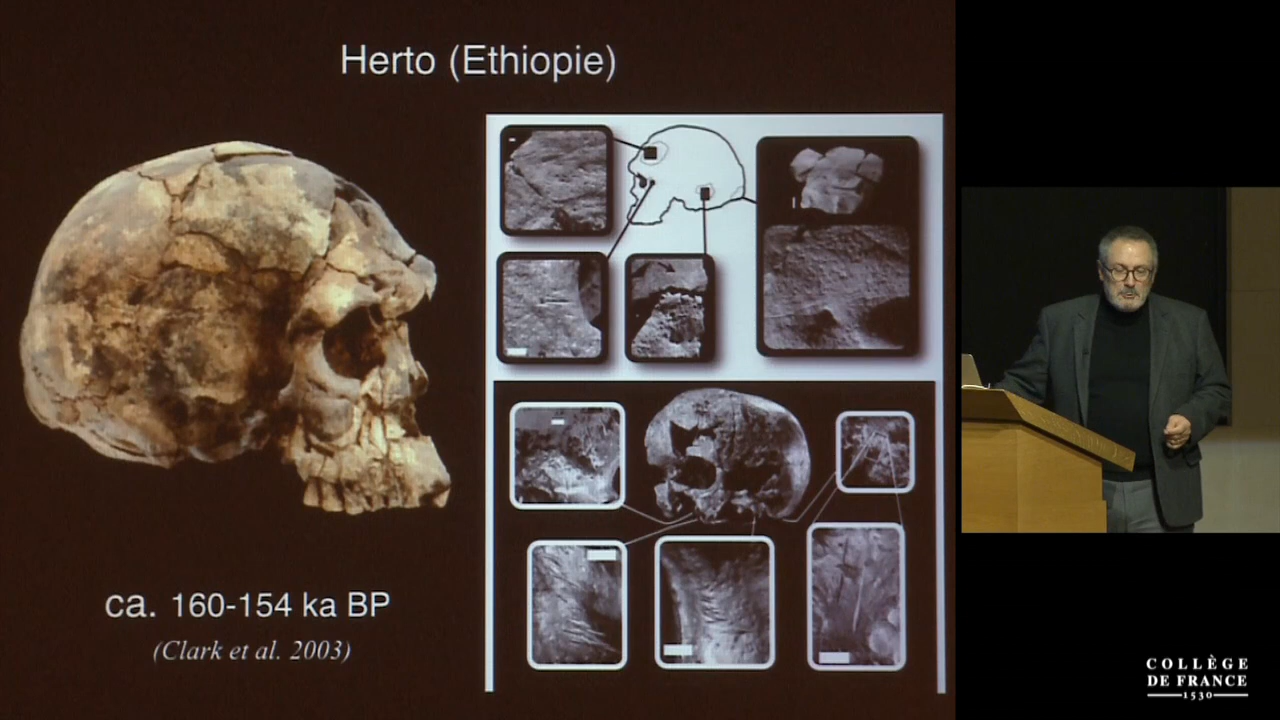 Herto (Ethiopie)
ca. 160-154 ka BP
(Clark et al. 2003)
COLLÈGE
DE FRANCE
1530